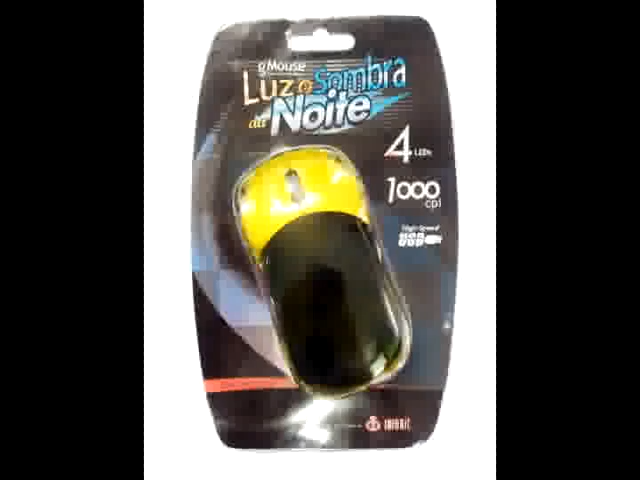 gMouse
Luz e Sombra
da Noite
4 LEDs
1000
cpi
High Speed
USB